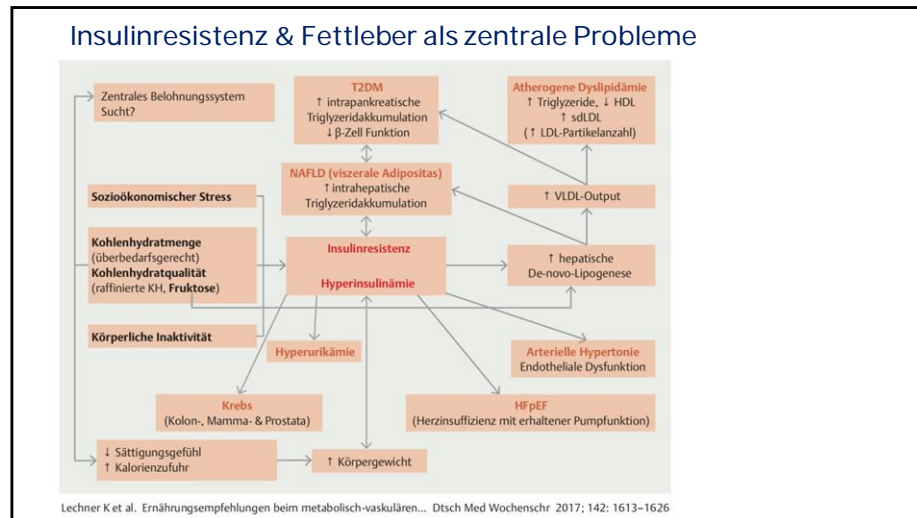 Insulinresistenz & Fettleber als zentrale Probleme
Zentrales Belohnungssystem
Sucht?
T2DM
↑ intrapankreatische
Triglyzeridakkumulation
↓ β-Zell Funktion
Atherogene Dyslipidämie
↑ Triglyzeride, ↓ HDL
↑ sdLDL
(↑ LDL-Partikelanzahl)
NAFLD (viszerale Adipositas)
↑ intrahepatische
Triglyzeridakkumulation
↑ VLDL-Output
Sozioökonomischer Stress
Kohlenhydratmenge
(überbedarfsgerecht)
Kohlenhydratqualität
(raffinierte KH, Fruktose)
Insulinresistenz
Hyperinsulinämie
↑ hepatische
De-novo-Lipogenese
Körperliche Inaktivität
Hyperurikämie
Arterielle Hypertonie
Endotheliale Dysfunktion
Krebs
(Kolon-, Mamma- & Prostata)
HFpEF
(Herzinsuffizienz mit erhaltener Pumpfunktion)
↓ Sättigungsgefühl
↑ Kalorienzufuhr
↑ Körpergewicht
Lechner K et al. Ernährungsempfehlungen beim metabolisch-vaskulären... Dtsch Med Wochenschr 2017; 142: 1613–1626